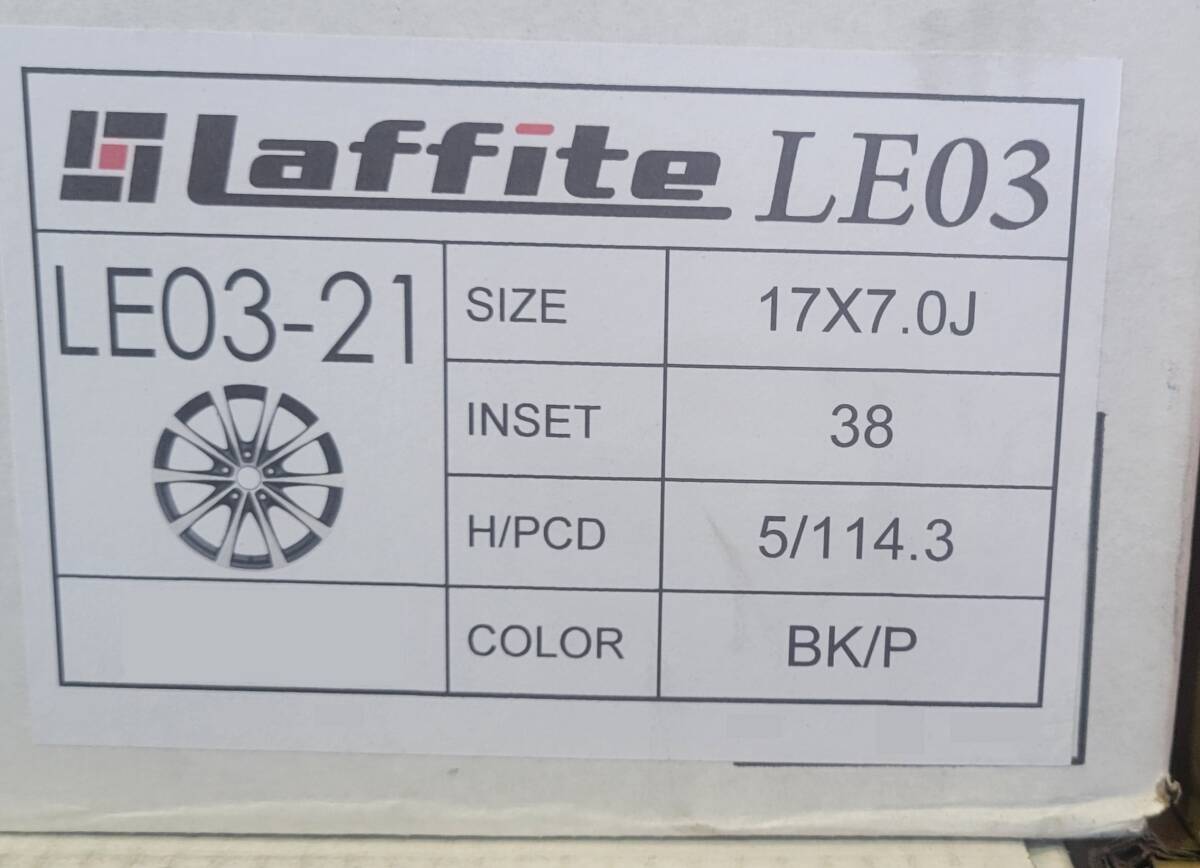 Laffite LE03
LE03-21
SIZE 17X7.0J
INSET 38
H/PCD 5/114.3
COLOR BK/P